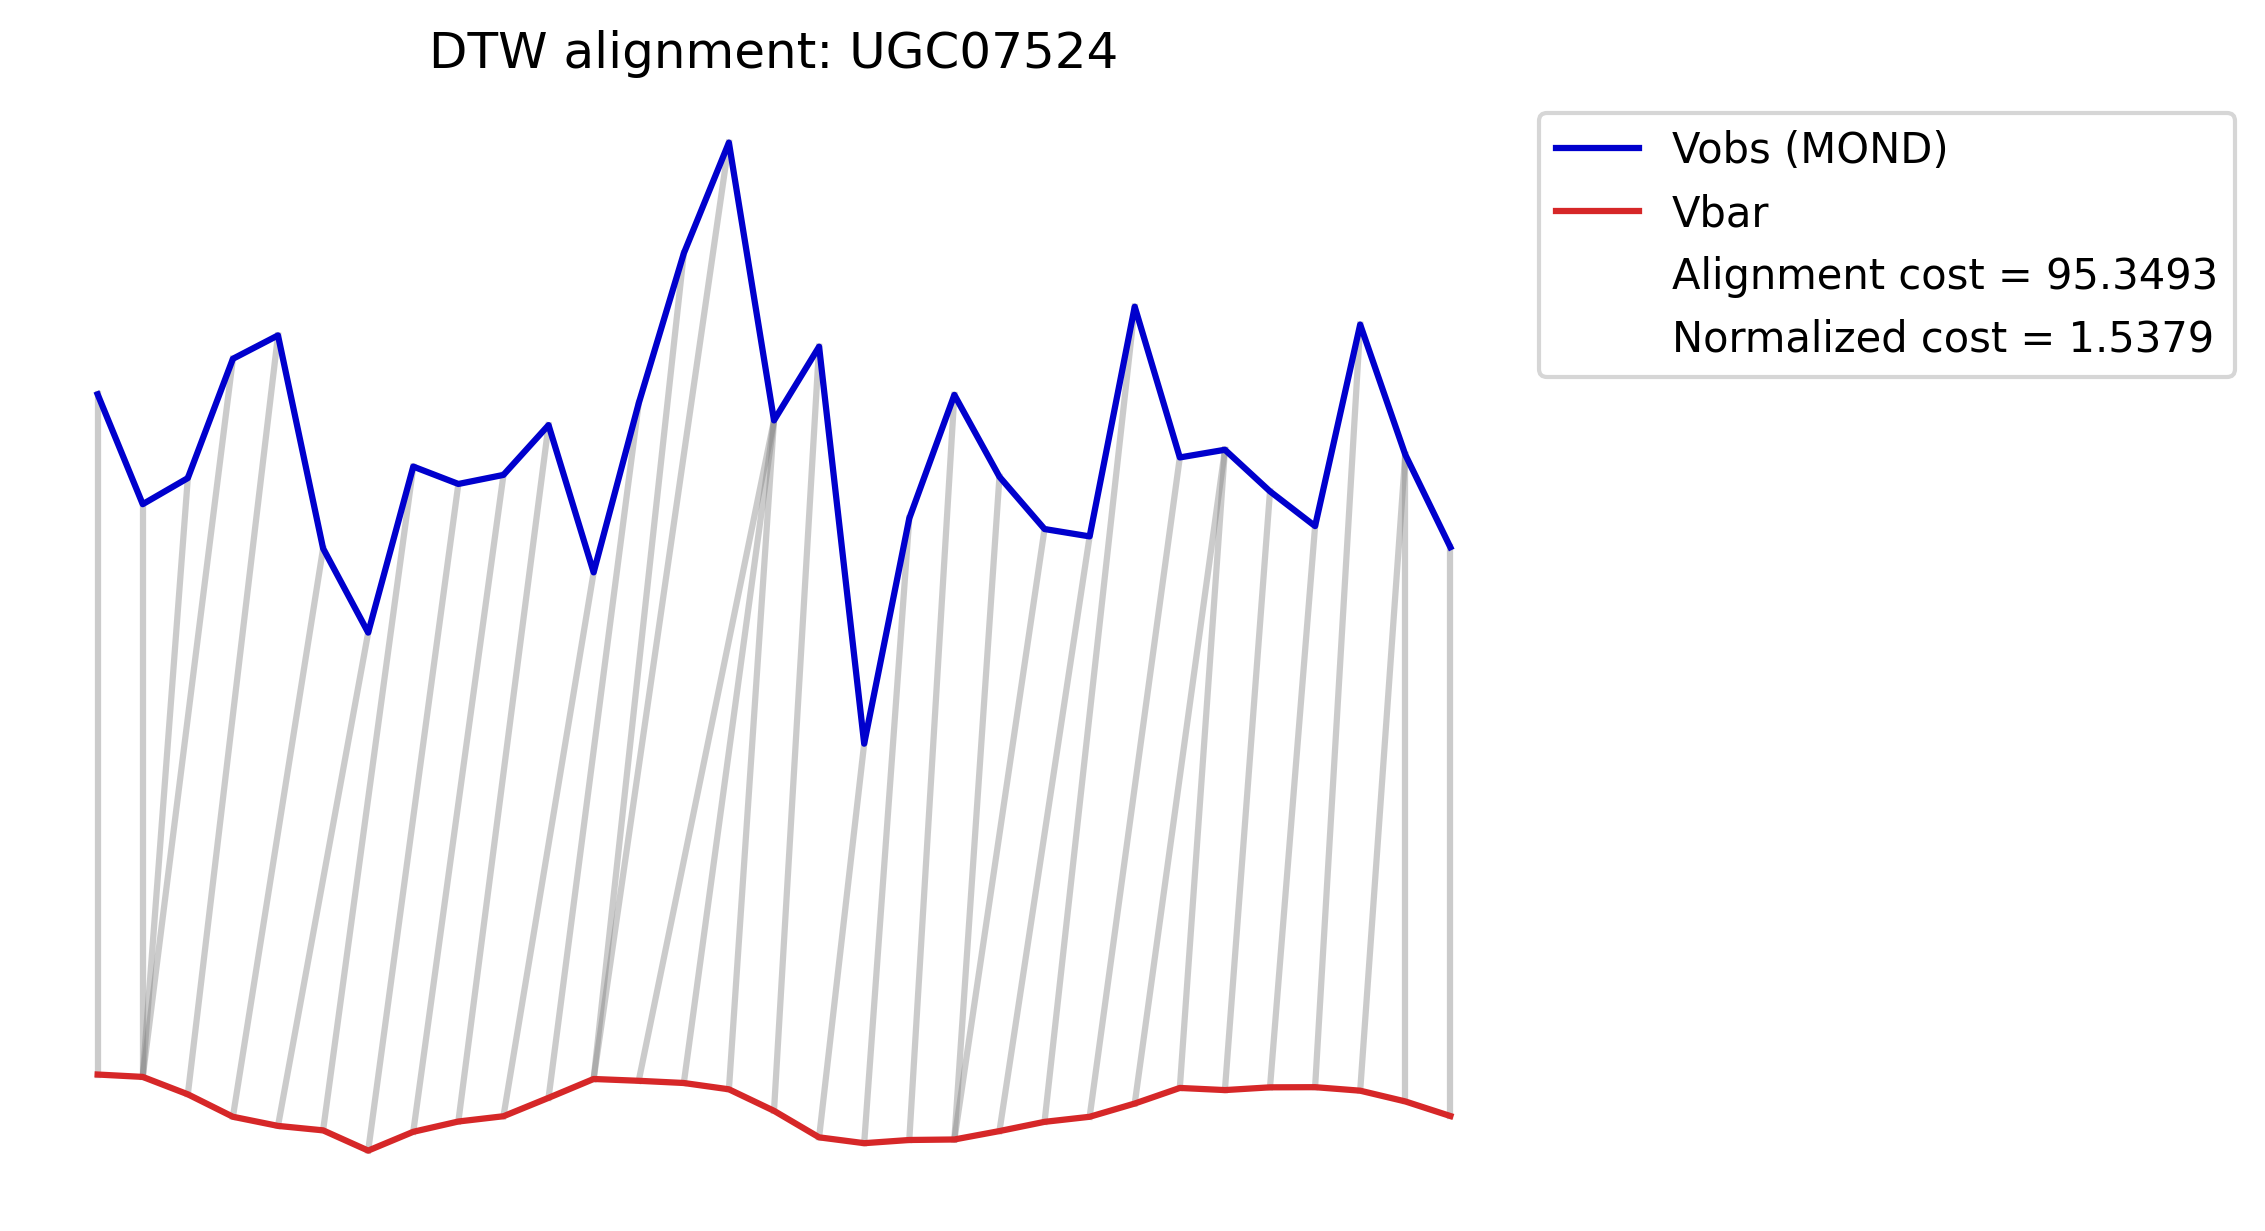 DTW alignment: UGC07524
Vobs (MOND)
Vbar
Alignment cost = 95.3493
Normalized cost = 1.5379